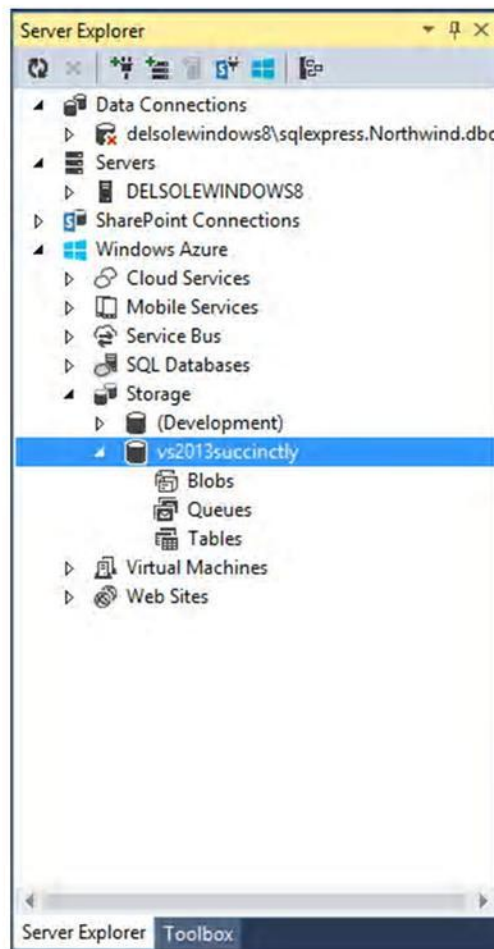 Server Explorer
Data Connections
delsolewindows8\sqlexpress.Northwind.dbo
Servers
DELSOLEWINDOWS8
SharePoint Connections
Windows Azure
Cloud Services
Mobile Services
Service Bus
SQL Databases
Storage
(Development)
vs2013succinctly
Blobs
Queues
Tables
Virtual Machines
Web Sites
Server Explorer Toolbox